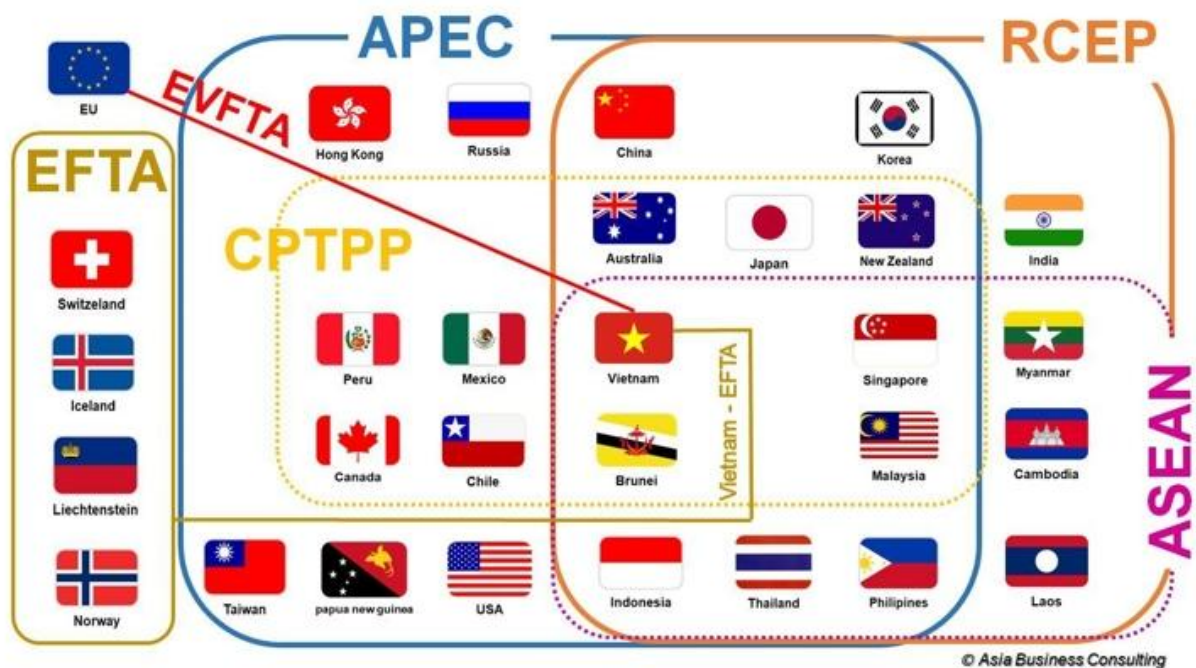 APEC
RCEP
EU
EVFTA
Hong Kong
Russia
China
Korea
EFTA
CPTPP
Switzeland
Australia
Japan
New Zealand
India
Iceland
Peru
Mexico
Vietnam
Singapore
Myanmar
Vietnam - EFTA
ASEAN
Liechtenstein
Canada
Chile
Brunei
Malaysia
Cambodia
Norway
Taiwan
papua new guinea
USA
Indonesia
Thailand
Philipines
Laos
© Asia Business Consulting